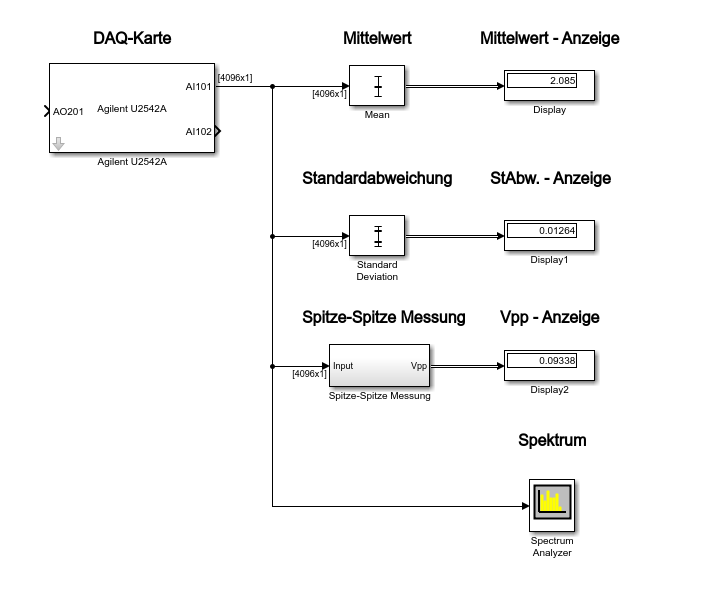 DAQ-Karte
Mittelwert
Mittelwert - Anzeige
AI101
[4096x1]
AO201
Agilent U2542A
AI102
Agilent U2542A
[4096x1]
Mean
2.085
Display
Standardabweichung
StAbw. - Anzeige
[4096x1]
Standard
Deviation
0.01264
Display1
Spitze-Spitze Messung
Vpp - Anzeige
[4096x1]
Input
Vpp
Spitze-Spitze Messung
0.09338
Display2
Spektrum
Spectrum
Analyzer